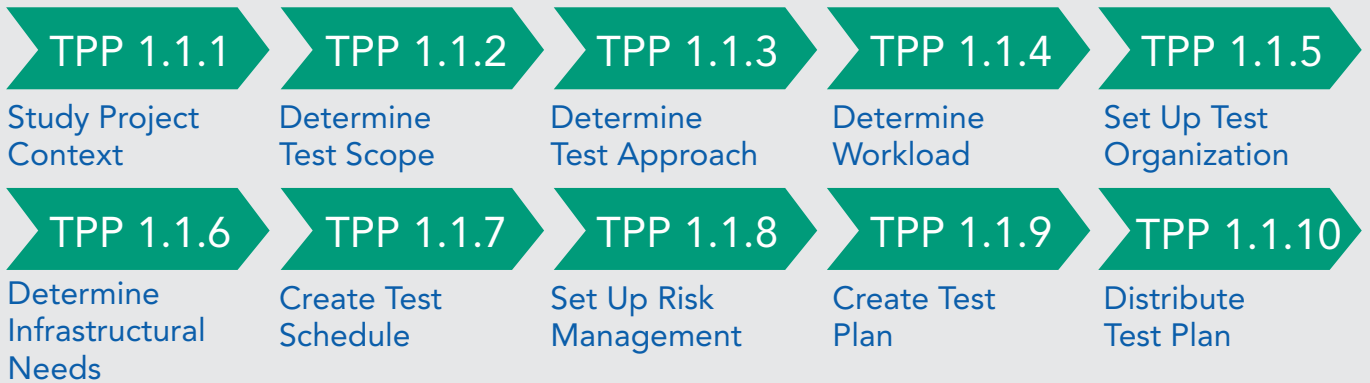 TPP 1.1.1
TPP 1.1.2
TPP 1.1.3
TPP 1.1.4
TPP 1.1.5
Study Project
Context
Determine
Test Scope
Determine
Test Approach
Determine
Workload
Set Up Test
Organization
TPP 1.1.6
TPP 1.1.7
TPP 1.1.8
TPP 1.1.9
TPP 1.1.10
Determine
Infrastructural
Needs
Create Test
Schedule
Set Up Risk
Management
Create Test
Plan
Distribute
Test Plan